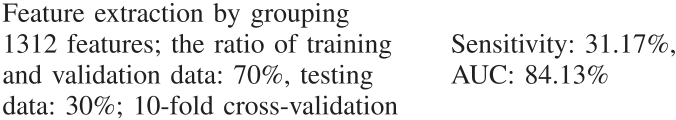 Feature extraction by grouping
1312 features; the ratio of training
and validation data: 70%, testing
data: 30%; 10-fold cross-validation
Sensitivity: 31.17%,
AUC: 84.13%